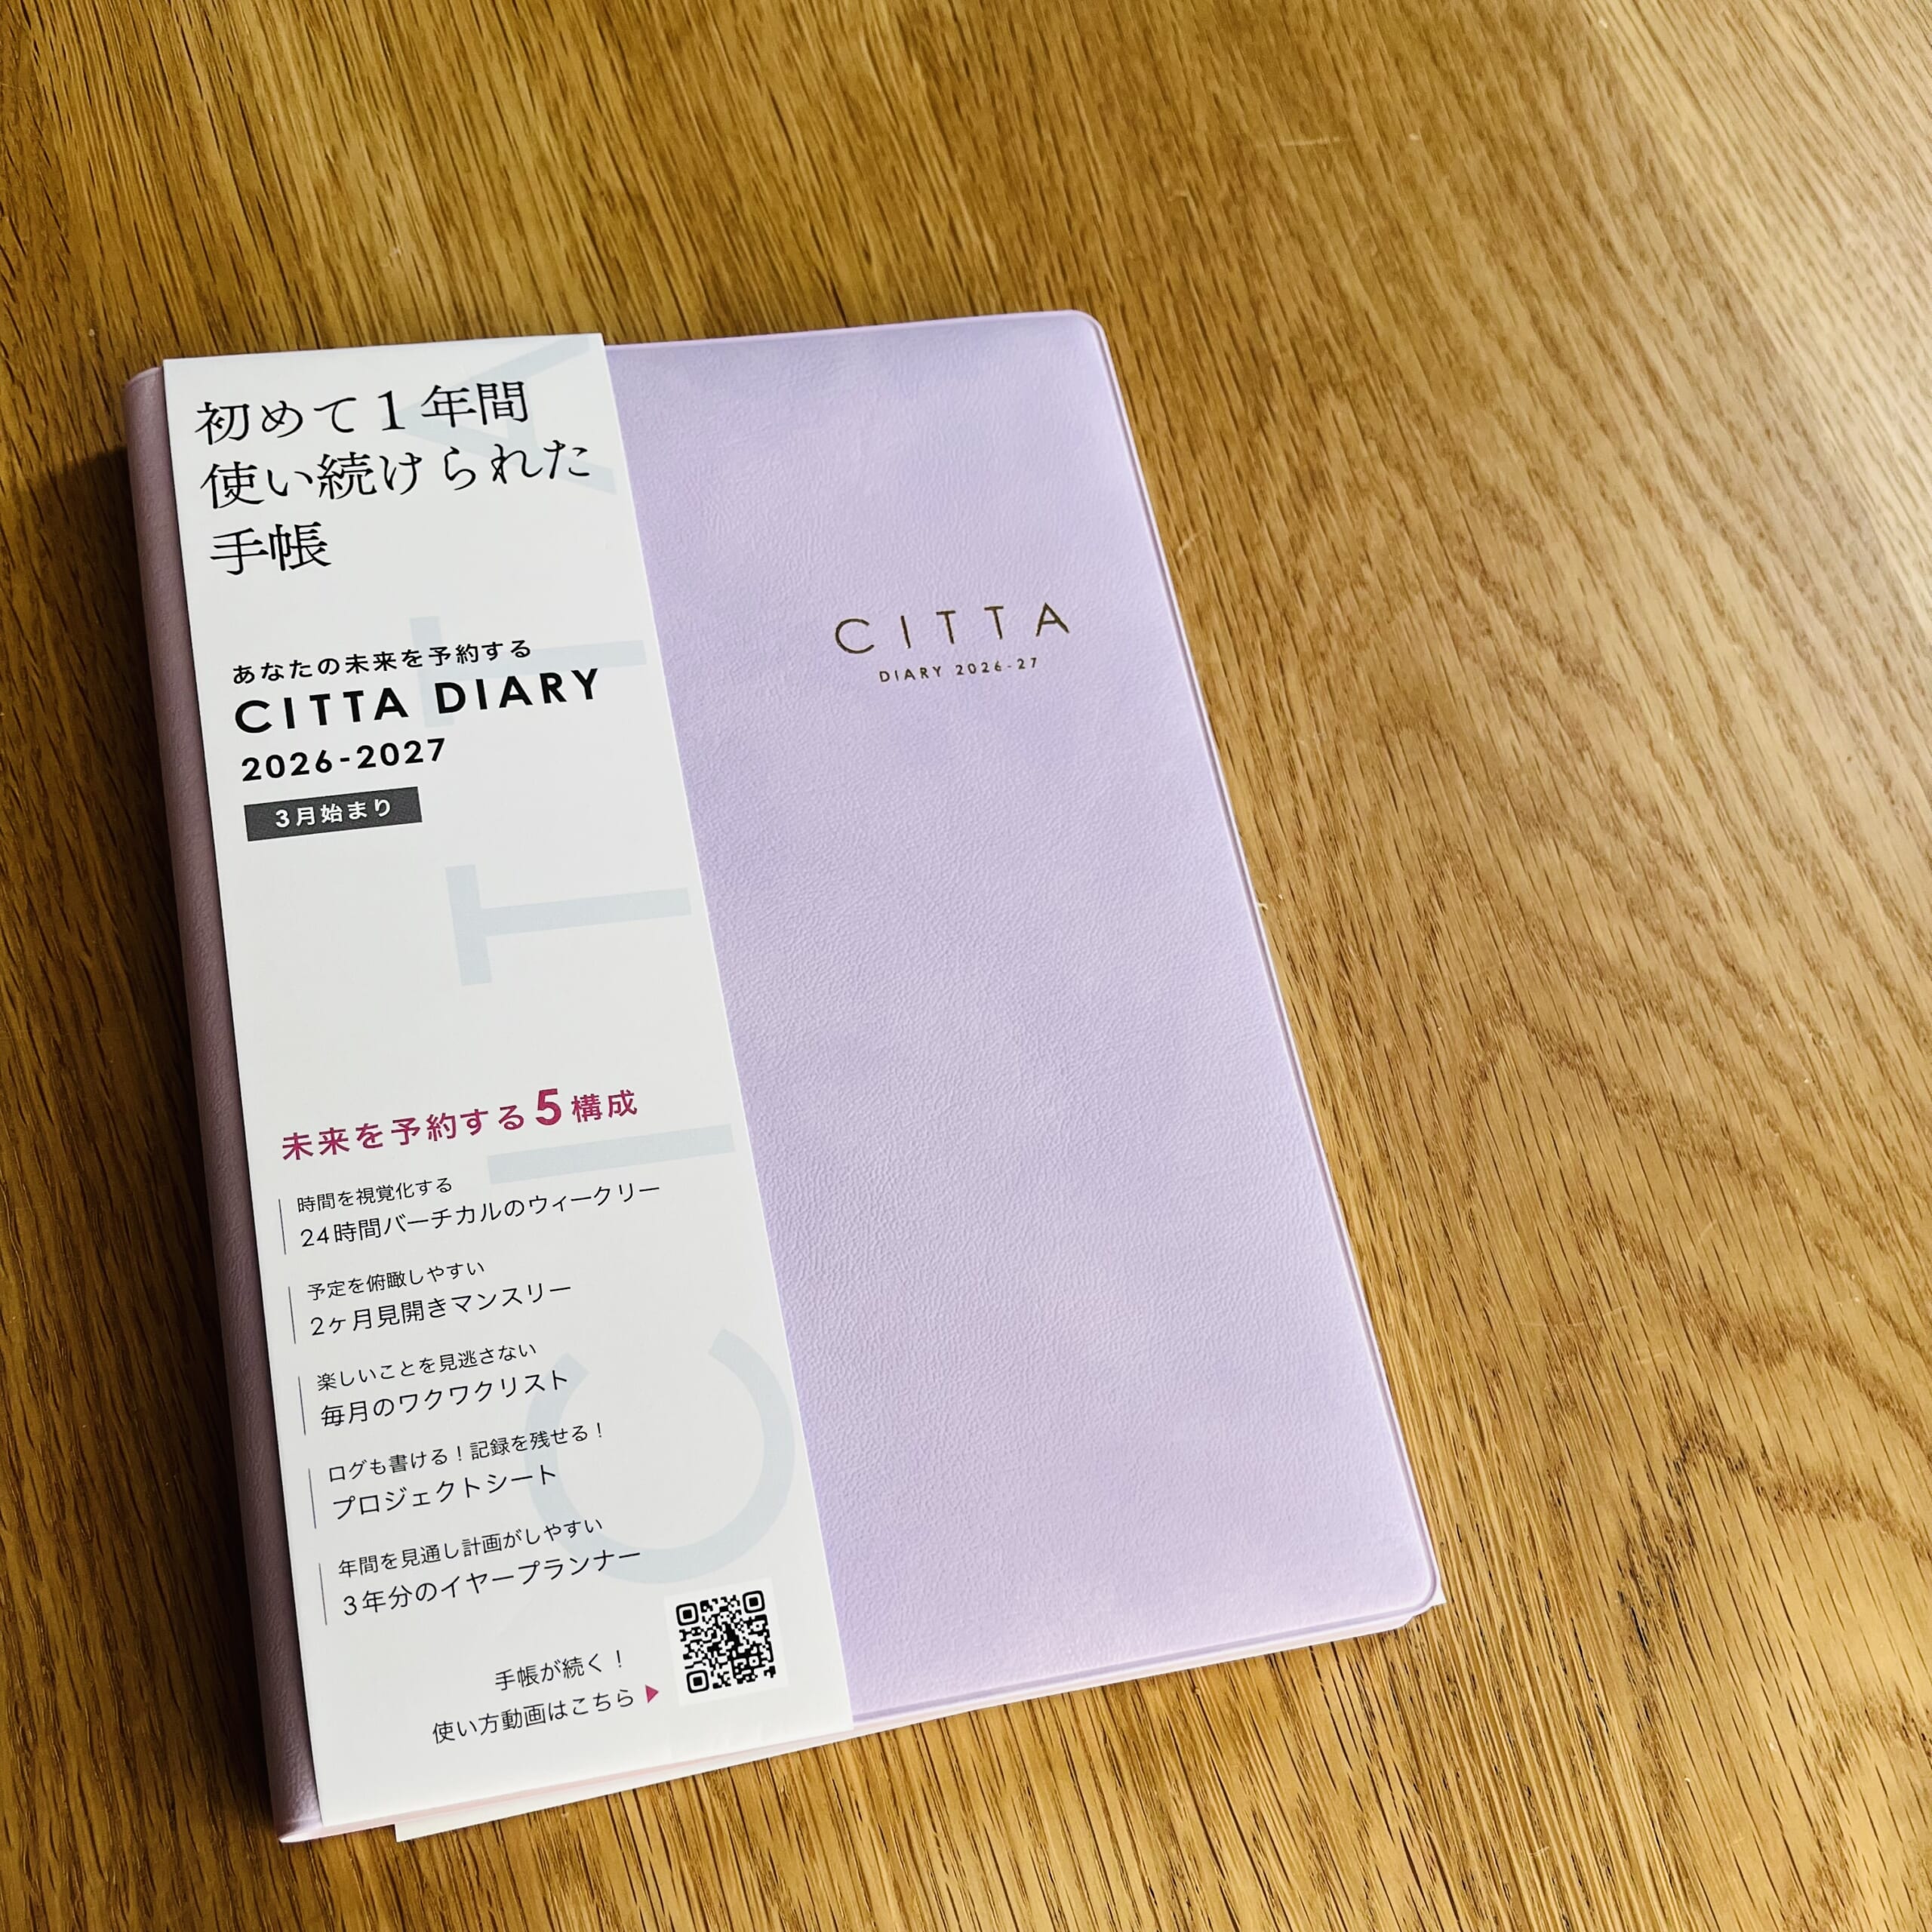 初めて1年間
使い続けられた
手帳
あなたの未来を予約する
CITTA DIARY
2026-2027
3月始まり
未来を予約する5構成
時間を視覚化する
24時間バーチカルのウィークリー
予定を俯瞰しやすい
2ヶ月見開きマンスリー
楽しいことを見逃さない
毎月のワクワクリスト
ログも書ける!記録を残せる!
プロジェクトシート
年間を見通し計画がしやすい
3年分のイヤープランナー
手帳が続く!
使い方動画はこちら▶
CITTA
CITTA
DIARY 2026-27